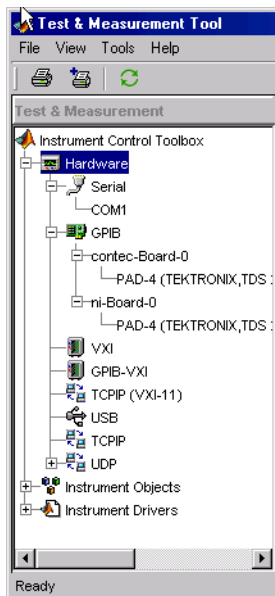 Test & Measurement Tool
File View Tools Help
Test & Measurement
Instrument Control Toolbox
Hardware
Serial
COM1
GPIB
contec-Board-0
PAD-4 (TEKTRONIX,TDS
ni-Board-0
PAD-4 (TEKTRONIX,TDS
VXI
GPIB-VXI
TCPIP (VXI-11)
USB
TCPIP
UDP
Instrument Objects
Instrument Drivers
Ready